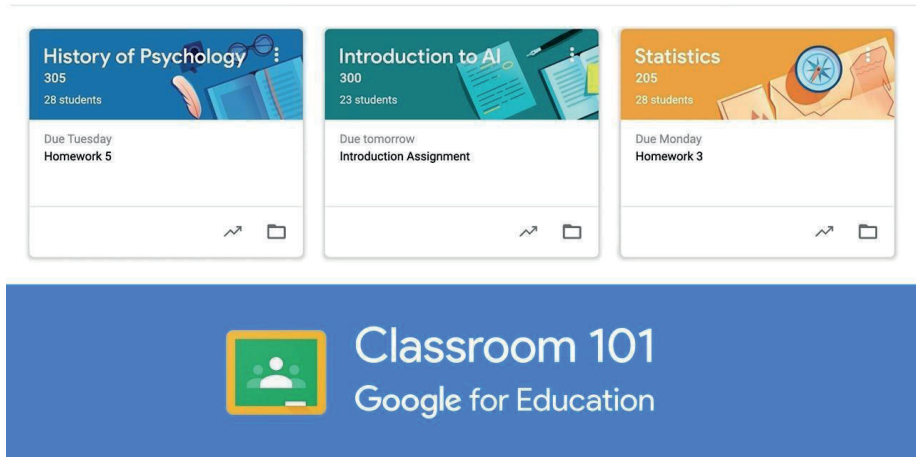 History of Psychology
305
28 students
Due Tuesday
Homework 5
Introduction to AI
300
23 students
Due tomorrow
Introduction Assignment
Statistics
205
28 students
Due Monday
Homework 3
Classroom 101
Google for Education